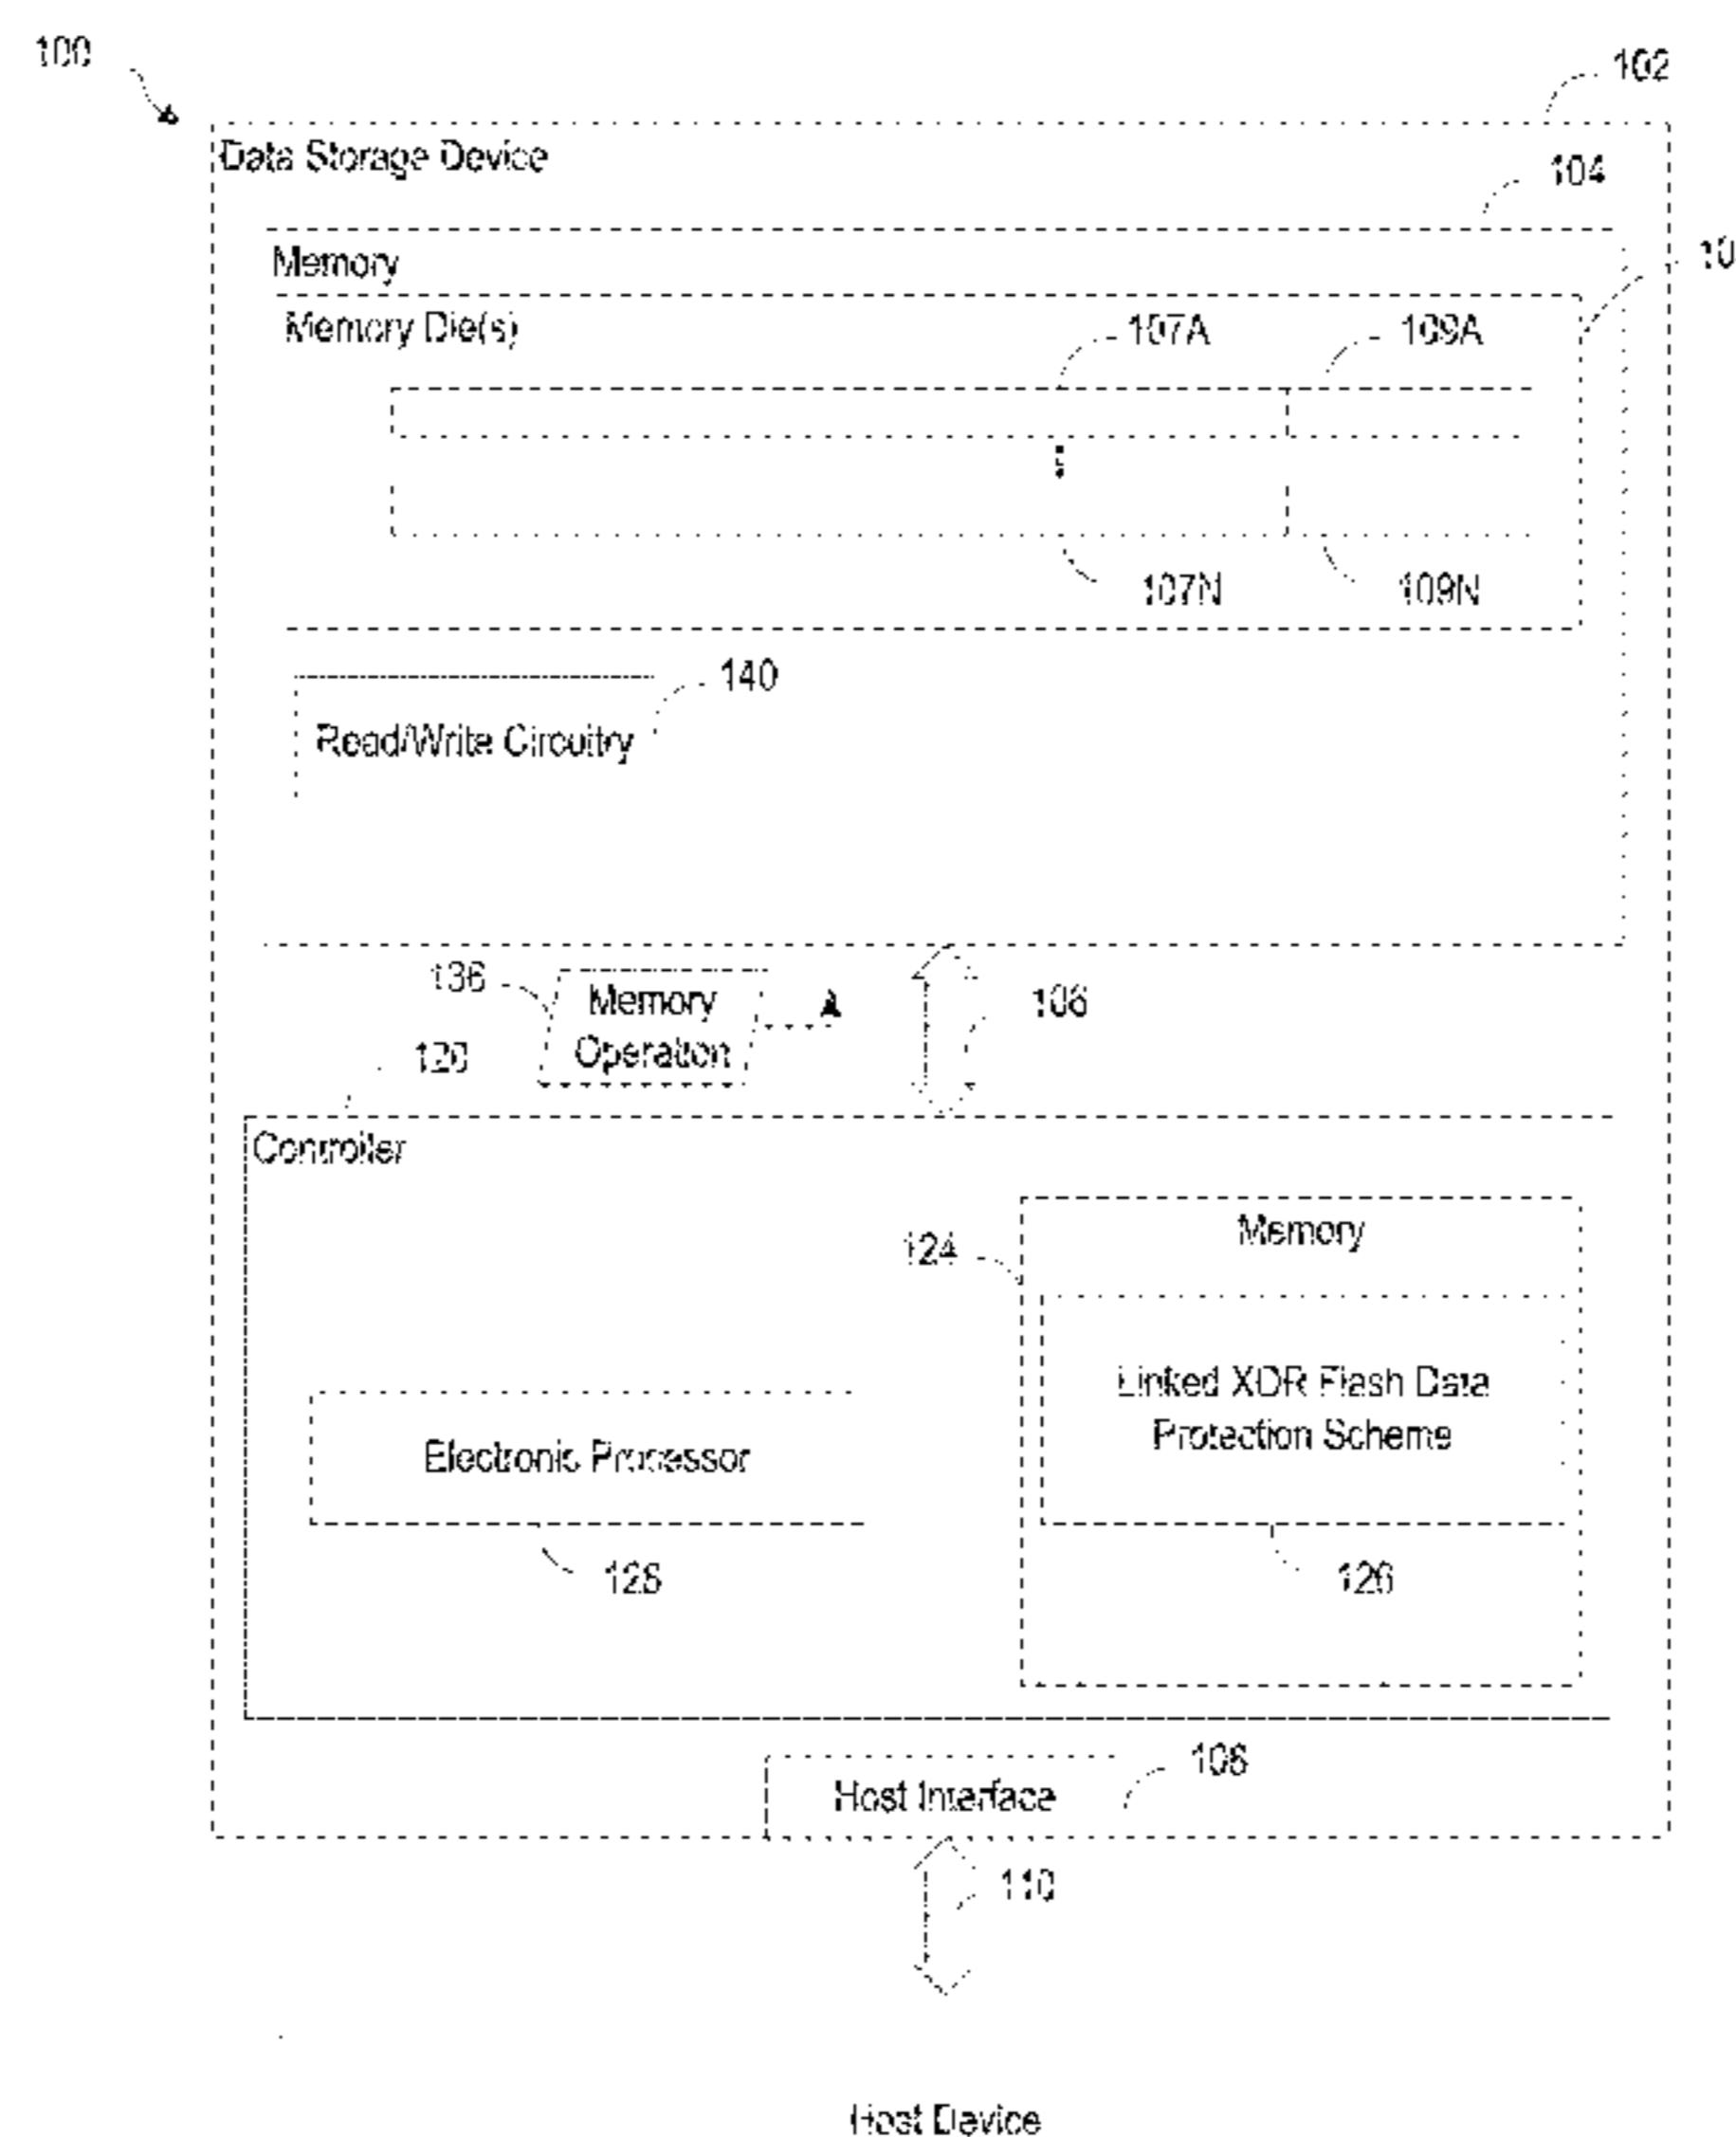 100
102
Data Storage Device
104
Memory
10
Memory Die(s)
107A
109A
107N
109N
140
Read/Write Circuitry
136
Memory
Operation
106
120
Controller
Memory
124
Linked XOR Flash Data
Protection Scheme
Electronic Processor
128
126
108
Host Interface
110
Host Device